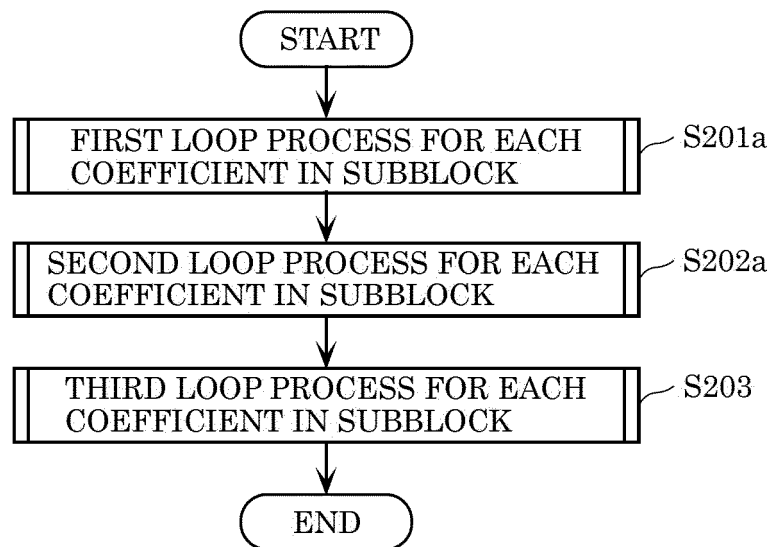 START
FIRST LOOP PROCESS FOR EACH
COEFFICIENT IN SUBBLOCK
S201a
SECOND LOOP PROCESS FOR EACH
COEFFICIENT IN SUBBLOCK
S202a
THIRD LOOP PROCESS FOR EACH
COEFFICIENT IN SUBBLOCK
S203
END